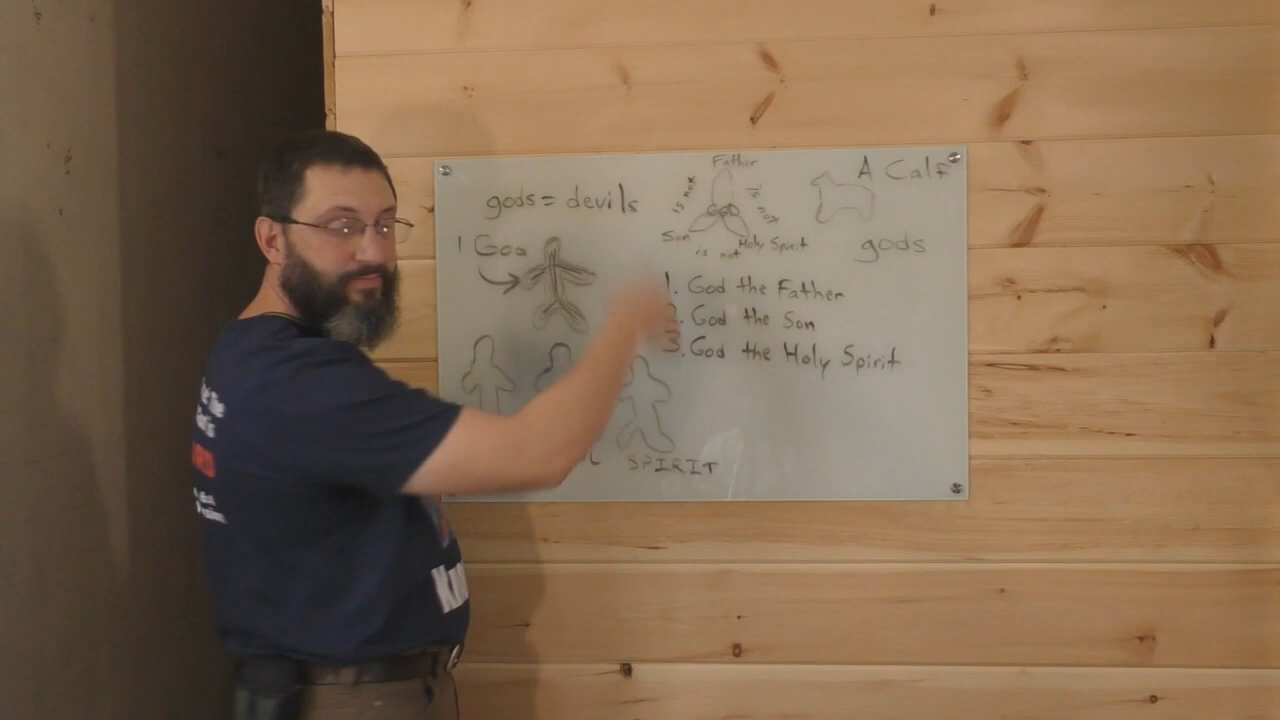 Father
A Calf
gods = devils
is not
is not
God
Son
Holy Spirit
is not
gods
1 God
1. God the Father
2. God the Son
3. God the Holy Spirit
SPIRIT